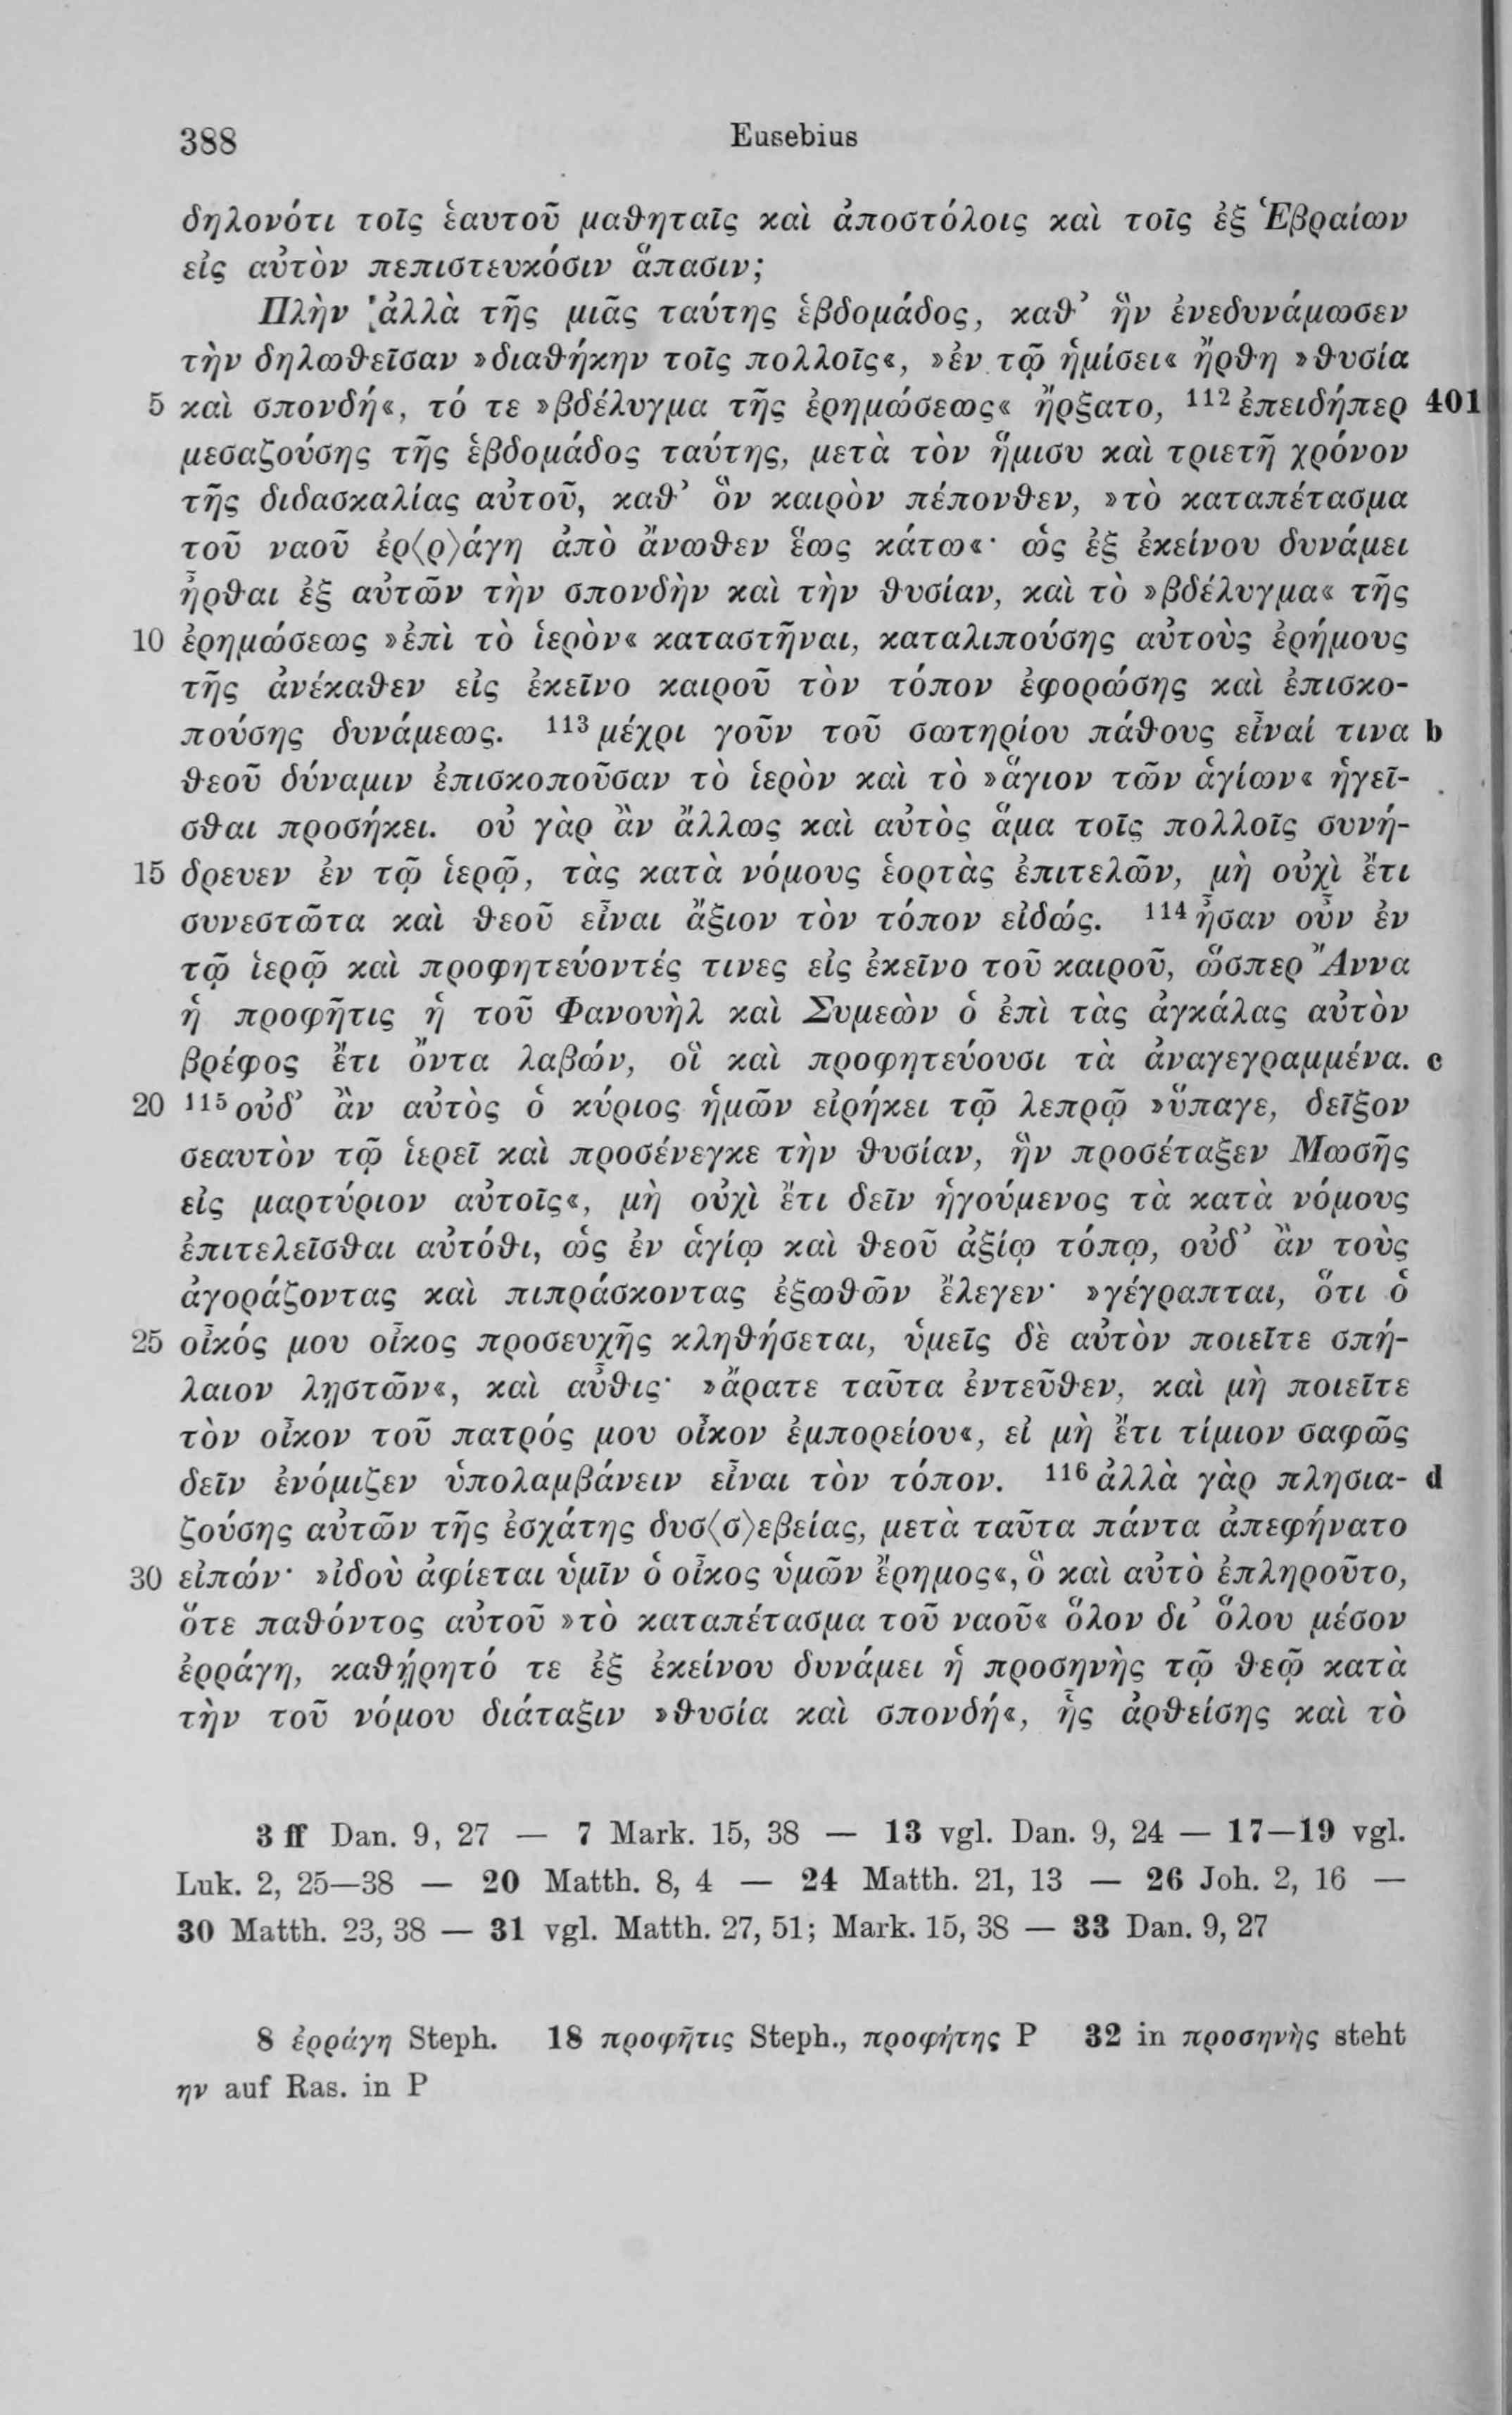 388 Eusebius
δηλονότι τοῖς ἑαυτοῦ μαθηταῖς καὶ ἀποστόλοις καὶ τοῖς ἐξ Ἑβραίων
εἰς αὐτὸν πεπιστευκόσιν ἅπασιν;
Πλὴν ἀλλὰ τῆς μιᾶς ταύτης ἑβδομάδος, καθ’ ἣν ἐνεδυνάμωσεν
τὴν δηλωθεῖσαν »διαθήκην τοῖς πολλοῖς«, »ἐν τῷ ἡμίσει« ἤρθη »θυσία
5 καὶ σπονδή«, τό τε »βδέλυγμα τῆς ἐρημώσεως« ἤρξατο, 112 ἐπειδήπερ 401
μεσαζούσης τῆς ἑβδομάδος ταύτης, μετὰ τὸν ἥμισυ καὶ τριετῆ χρόνον
τῆς διδασκαλίας αὐτοῦ, καθ’ ὃν καιρὸν πέπονθεν, »τὸ καταπέτασμα
τοῦ ναοῦ ἐρ⟨ρ⟩άγη ἀπὸ ἄνωθεν ἕως κάτω«· ὡς ἐξ ἐκείνου δυνάμει
ἦρθαι ἐξ αὐτῶν τὴν σπονδὴν καὶ τὴν θυσίαν, καὶ τὸ »βδέλυγμα« τῆς
10 ἐρημώσεως »ἐπὶ τὸ ἱερὸν« καταστῆναι, καταλιπούσης αὐτοὺς ἐρήμους
τῆς ἀνέκαθεν εἰς ἐκεῖνο καιροῦ τὸν τόπον ἐφορώσης καὶ ἐπισκο-
πούσης δυνάμεως. 113 μέχρι γοῦν τοῦ σωτηρίου πάθους εἶναί τινα b
θεοῦ δύναμιν ἐπισκοποῦσαν τὸ ἱερὸν καὶ τὸ »ἅγιον τῶν ἁγίων« ἡγεῖ-
σθαι προσήκει. οὐ γὰρ ἂν ἄλλως καὶ αὐτὸς ἅμα τοῖς πολλοῖς συνή-
15 δρευεν ἐν τῷ ἱερῷ, τὰς κατὰ νόμους ἑορτὰς ἐπιτελῶν, μὴ οὐχὶ ἔτι
συνεστῶτα καὶ θεοῦ εἶναι ἄξιον τὸν τόπον εἰδώς. 114 ἦσαν οὖν ἐν
τῷ ἱερῷ καὶ προφητεύοντές τινες εἰς ἐκεῖνο τοῦ καιροῦ, ὥσπερ Ἄννα
ἡ προφῆτις ἡ τοῦ Φανουὴλ καὶ Συμεὼν ὁ ἐπὶ τὰς ἀγκάλας αὐτὸν
βρέφος ἔτι ὄντα λαβών, οἳ καὶ προφητεύουσι τὰ ἀναγεγραμμένα. c
20 115 οὐδ’ ἂν αὐτὸς ὁ κύριος ἡμῶν εἰρήκει τῷ λεπρῷ »ὕπαγε, δεῖξον
σεαυτὸν τῷ ἱερεῖ καὶ προσένεγκε τὴν θυσίαν, ἣν προσέταξεν Μωσῆς
εἰς μαρτύριον αὐτοῖς«, μὴ οὐχὶ ἔτι δεῖν ἡγούμενος τὰ κατὰ νόμους
ἐπιτελεῖσθαι αὐτόθι, ὡς ἐν ἁγίῳ καὶ θεοῦ ἀξίῳ τόπῳ, οὐδ’ ἂν τοὺς
ἀγοράζοντας καὶ πιπράσκοντας ἐξωθῶν ἔλεγεν· »γέγραπται, ὅτι ὁ
25 οἶκός μου οἶκος προσευχῆς κληθήσεται, ὑμεῖς δὲ αὐτὸν ποιεῖτε σπή-
λαιον λῃστῶν«, καὶ αὖθις· »ἄρατε ταῦτα ἐντεῦθεν, καὶ μὴ ποιεῖτε
τὸν οἶκον τοῦ πατρός μου οἶκον ἐμπορείου«, εἰ μὴ ἔτι τίμιον σαφῶς
δεῖν ἐνόμιζεν ὑπολαμβάνειν εἶναι τὸν τόπον. 116 ἀλλὰ γὰρ πλησια- d
ζούσης αὐτῶν τῆς ἐσχάτης δυσ⟨σ⟩εβείας, μετὰ ταῦτα πάντα ἀπεφήνατο
30 εἰπών· »ἰδοὺ ἀφίεται ὑμῖν ὁ οἶκος ὑμῶν ἔρημος«, ὃ καὶ αὐτὸ ἐπληροῦτο,
ὅτε παθόντος αὐτοῦ »τὸ καταπέτασμα τοῦ ναοῦ« ὅλον δι’ ὅλου μέσον
ἐρράγη, καθῄρητό τε ἐξ ἐκείνου δυνάμει ἡ προσηνὴς τῷ θεῷ κατὰ
τὴν τοῦ νόμου διάταξιν »θυσία καὶ σπονδή«, ἧς ἀρθείσης καὶ τὸ
3 ff Dan. 9, 27 — 7 Mark. 15, 38 — 13 vgl. Dan. 9, 24 — 17—19 vgl.
Luk. 2, 25—38 — 20 Matth. 8, 4 — 24 Matth. 21, 13 — 26 Joh. 2, 16 —
30 Matth. 23, 38 — 31 vgl. Matth. 27, 51; Mark. 15, 38 — 33 Dan. 9, 27
8 ἐρράγη Steph. 18 προφῆτις Steph., προφήτης P 32 in προσηνὴς steht
ην auf Ras. in P